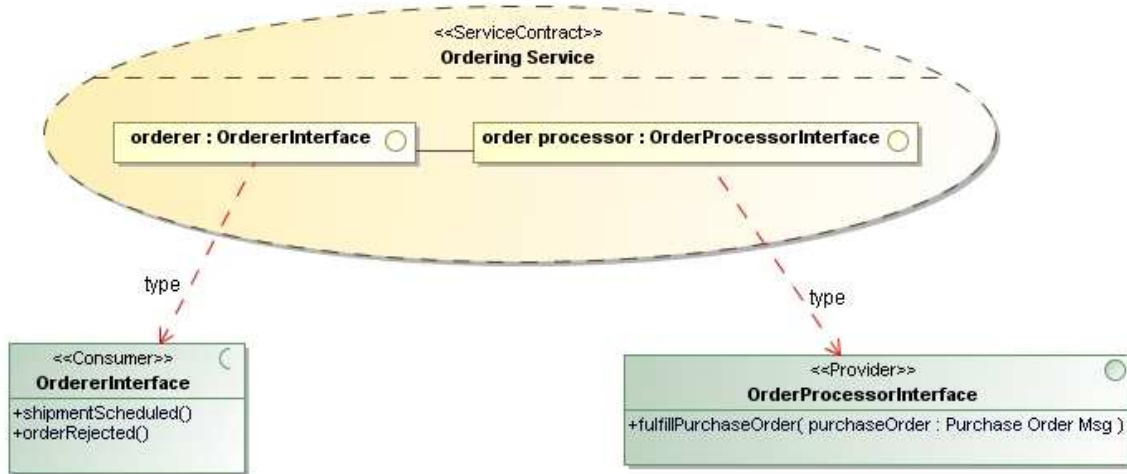 <<ServiceContract>>
Ordering Service
orderer : OrdererInterface
order processor : OrderProcessorInterface
type
type
<<Consumer>>
OrdererInterface
+shipmentScheduled()
+orderRejected()
<<Provider>>
OrderProcessorInterface
+fulfillPurchaseOrder( purchaseOrder : Purchase Order Msg )